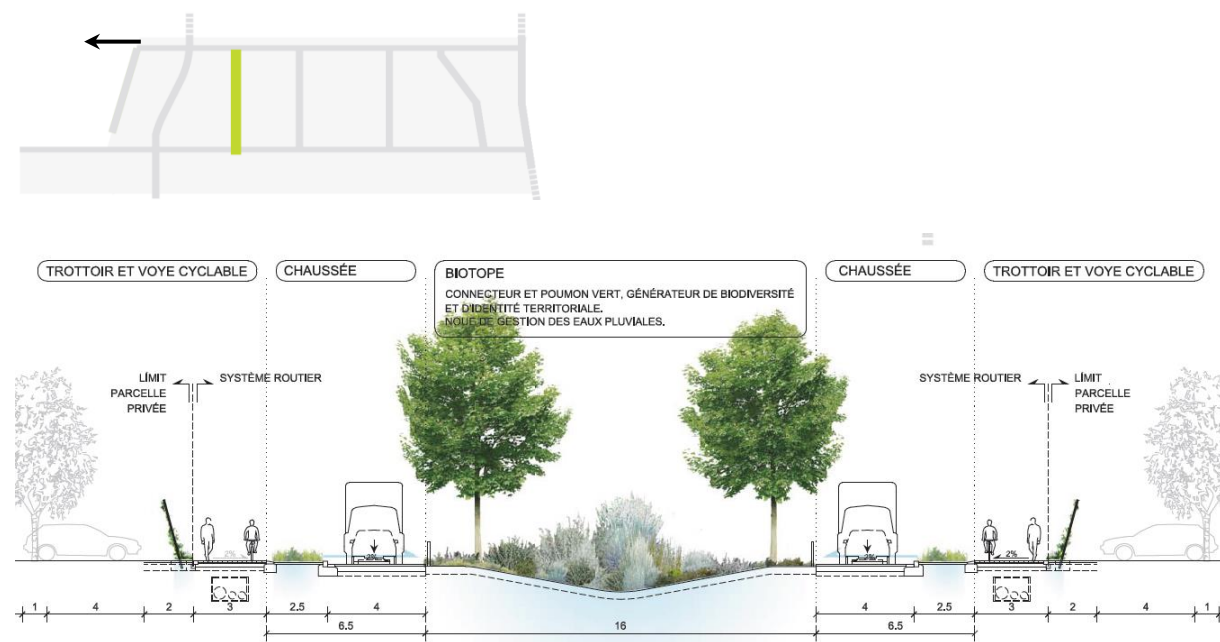 TROTTOIR ET VOYE CYCLABLE
CHAUSSÉE
BIOTOPE
CONNECTEUR ET POUMON VERT, GÉNÉRATEUR DE BIODIVERSITÉ
ET D'IDENTITÉ TERRITORIALE.
NOUE DE GESTION DES EAUX PLUVIALES.
CHAUSSÉE
TROTTOIR ET VOYE CYCLABLE
LÍMIT
PARCELLE
PRIVÉE
SYSTÈME ROUTIER
SYSTÈME ROUTIER
LÍMIT
PARCELLE
PRIVÉE
2%
2%
2%
2%
1 4 2 3 2.5 4 4 2.5 3 2 4 1
6.5 16 6.5